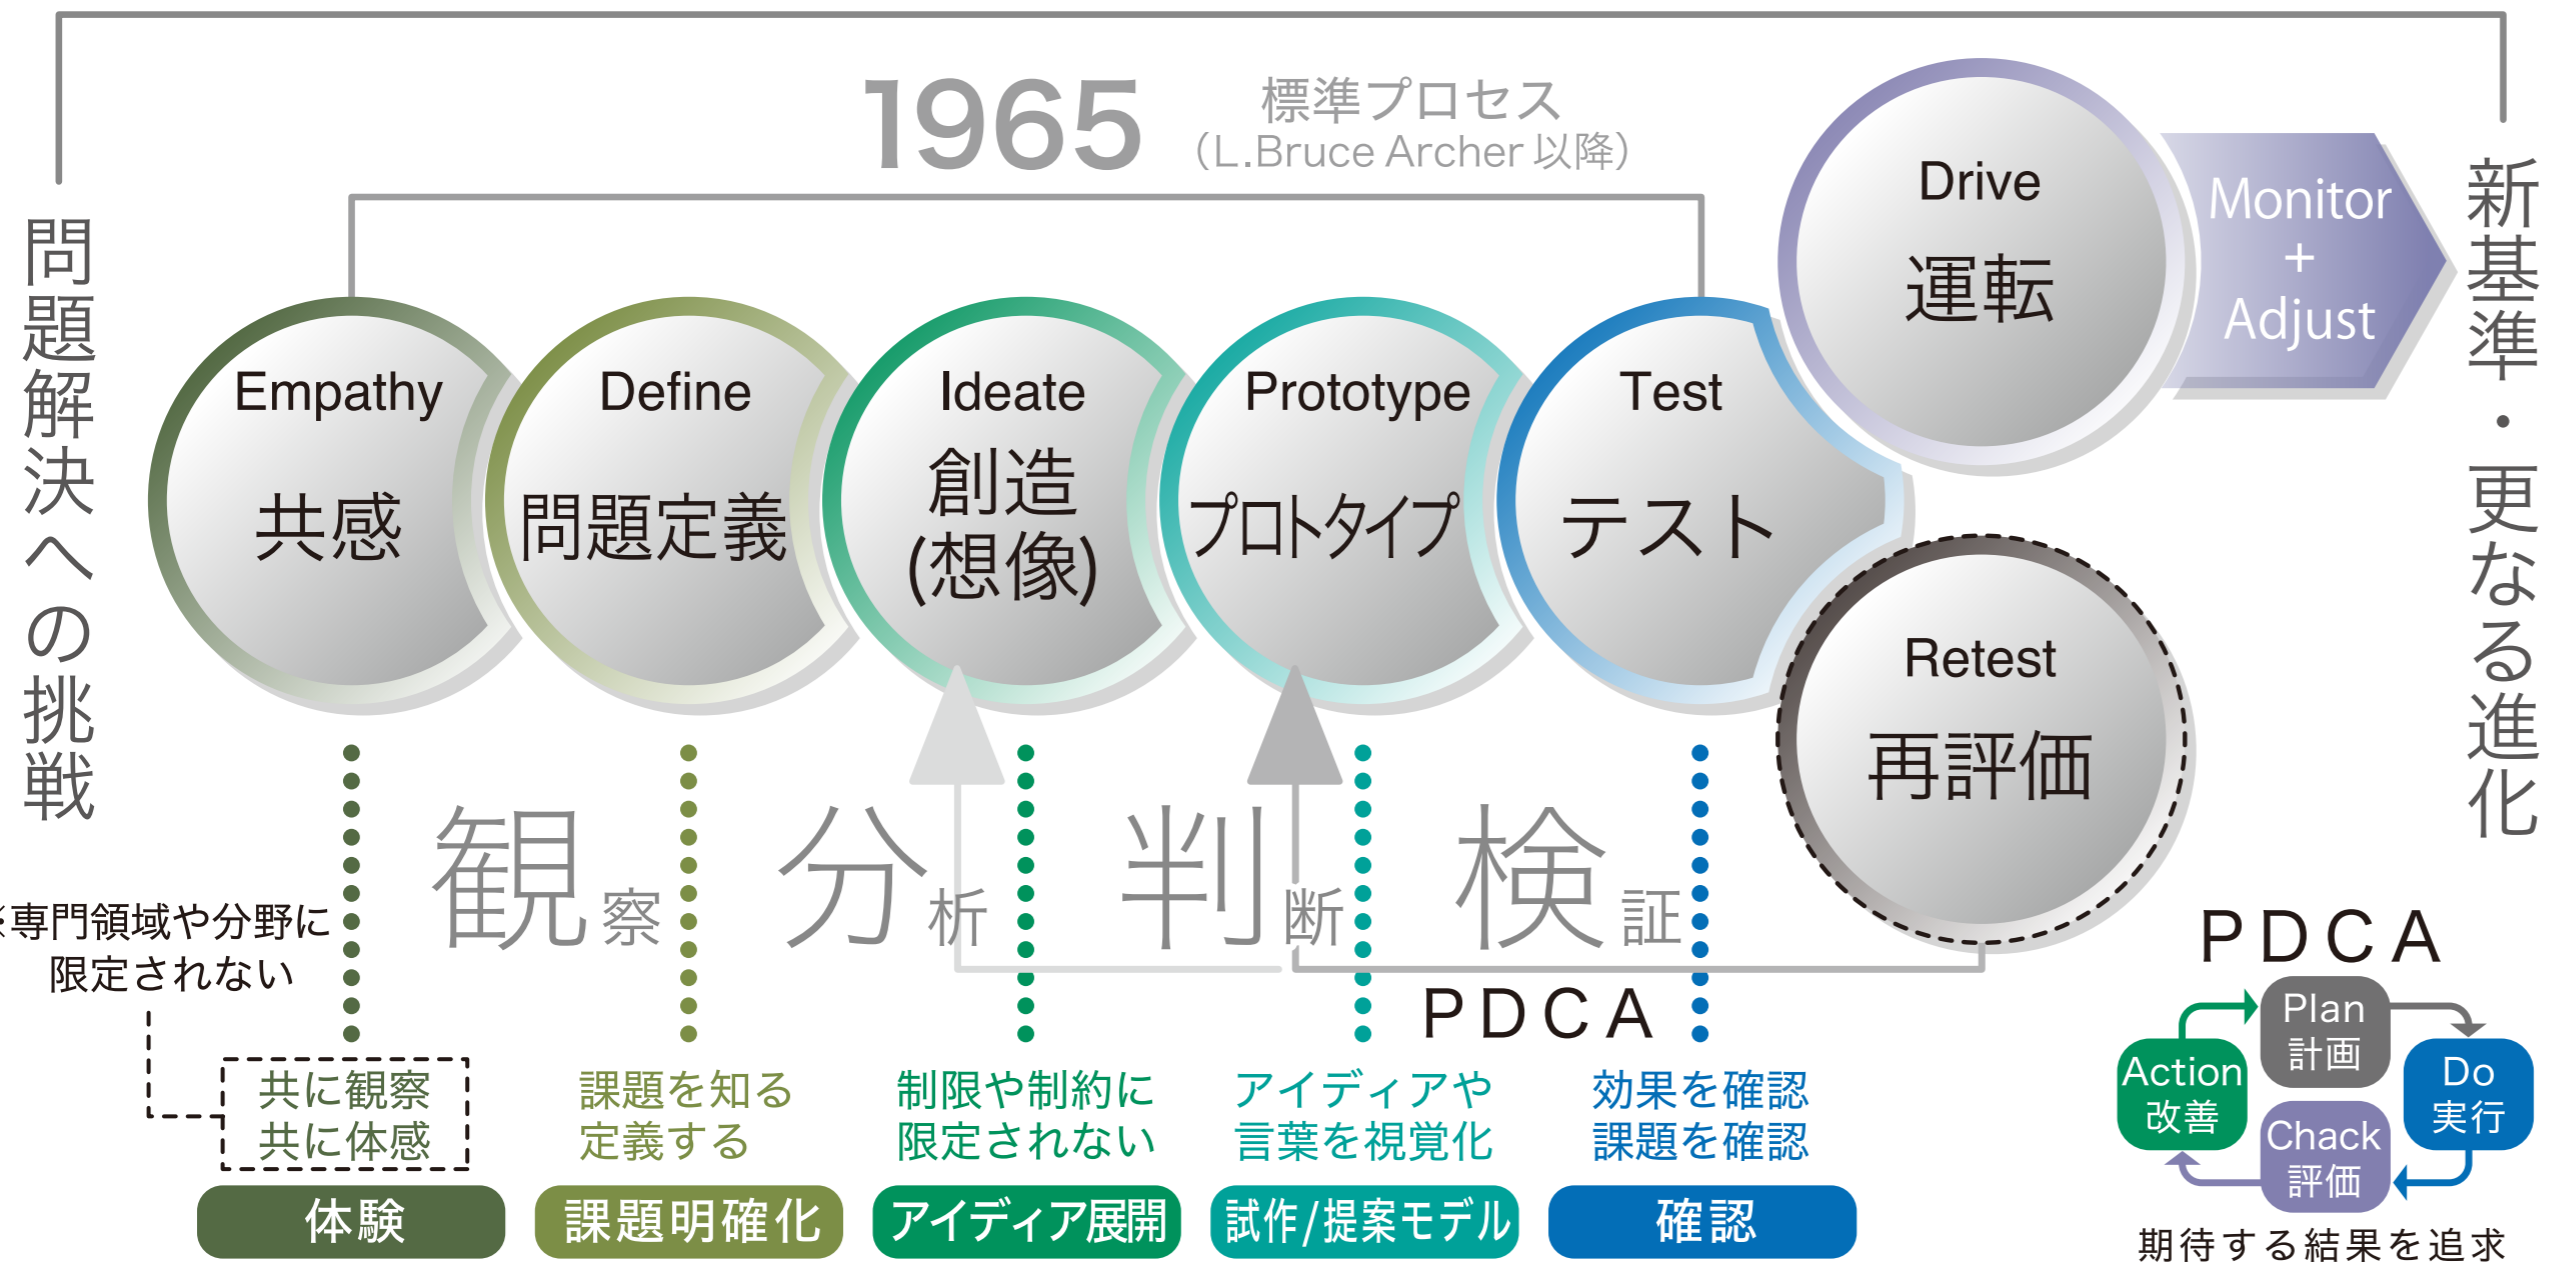 1965
標準プロセス
（L.Bruce Archer 以降）
問題解決への挑戦
Empathy
共感
Define
問題定義
Ideate
創造
(想像)
Prototype
プロトタイプ
Test
テスト
Drive
運転
Monitor
+
Adjust
新基準・更なる進化
Retest
再評価
観察
分析
判断
検証
※専門領域や分野に
限定されない
PDCA
共に観察
共に体感
体験
課題を知る
定義する
課題明確化
制限や制約に
限定されない
アイディア展開
アイディアや
言葉を視覚化
試作/提案モデル
効果を確認
課題を確認
確認
PDCA
Plan
計画
Do
実行
Chack
評価
Action
改善
期待する結果を追求